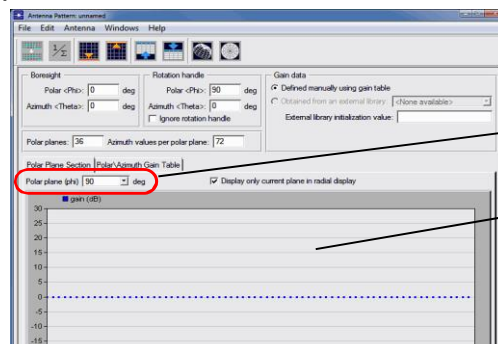 Antenna Pattern: unnamed
File Edit Antenna Windows Help
Boresight Rotation handle Gain data
Polar <Phi>: 0 deg Polar <Phi>: 90 deg Defined manually using gain table
Azimuth <Theta>: 0 deg Azimuth <Theta>: 0 deg Obtained from an external library: <None available>
Ignore rotation handle External library initialization value:
Polar planes: 36 Azimuth values per polar plane: 72
Polar Plane Section Polar\Azimuth Gain Table
Polar plane (phi) 90 deg Display only current plane in radial display
gain (dB)
30
25
20
15
10
5
0
-5
-10
-15